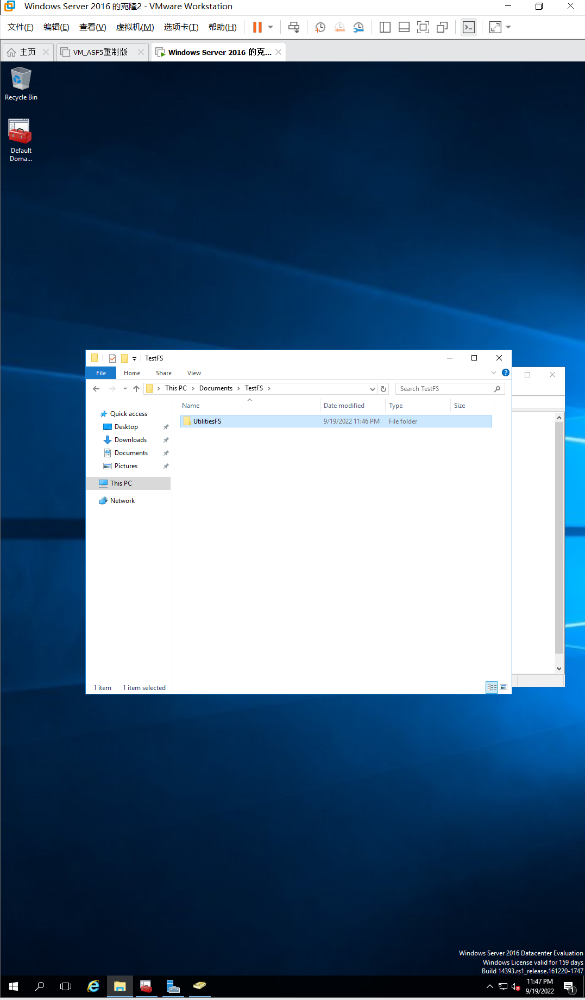 Windows Server 2016 的克隆2 - VMware Workstation
文件(F) 编辑(E) 查看(V) 虚拟机(M) 选项卡(T) 帮助(H)
主页 VM_ASF5重制版 Windows Server 2016 的克...
Recycle Bin
Default
Doma...
TestFS
File Home Share View
This PC Documents TestFS Search TestFS
Name Date modified Type Size
UtilitiesFS 9/19/2022 11:46 PM File folder
Quick access
Desktop
Downloads
Documents
Pictures
This PC
Network
1 item 1 item selected
Windows Server 2016 Datacenter Evaluation
Windows License valid for 159 days
Build 14393.rs1_release.161220-1747
11:47 PM
9/19/2022
1